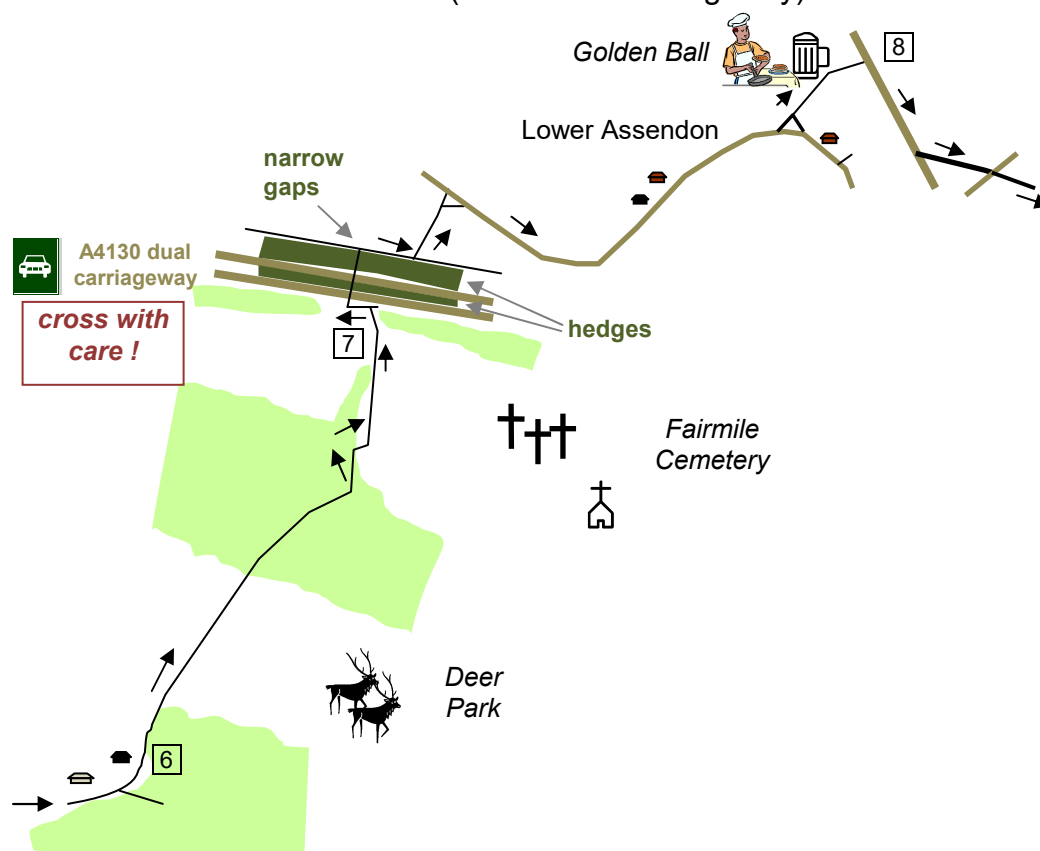 Golden Ball
8
Lower Assendon
narrow
gaps
A4130 dual
carriageway
cross with
care !
hedges
7
Fairmile
Cemetery
Deer
Park
6